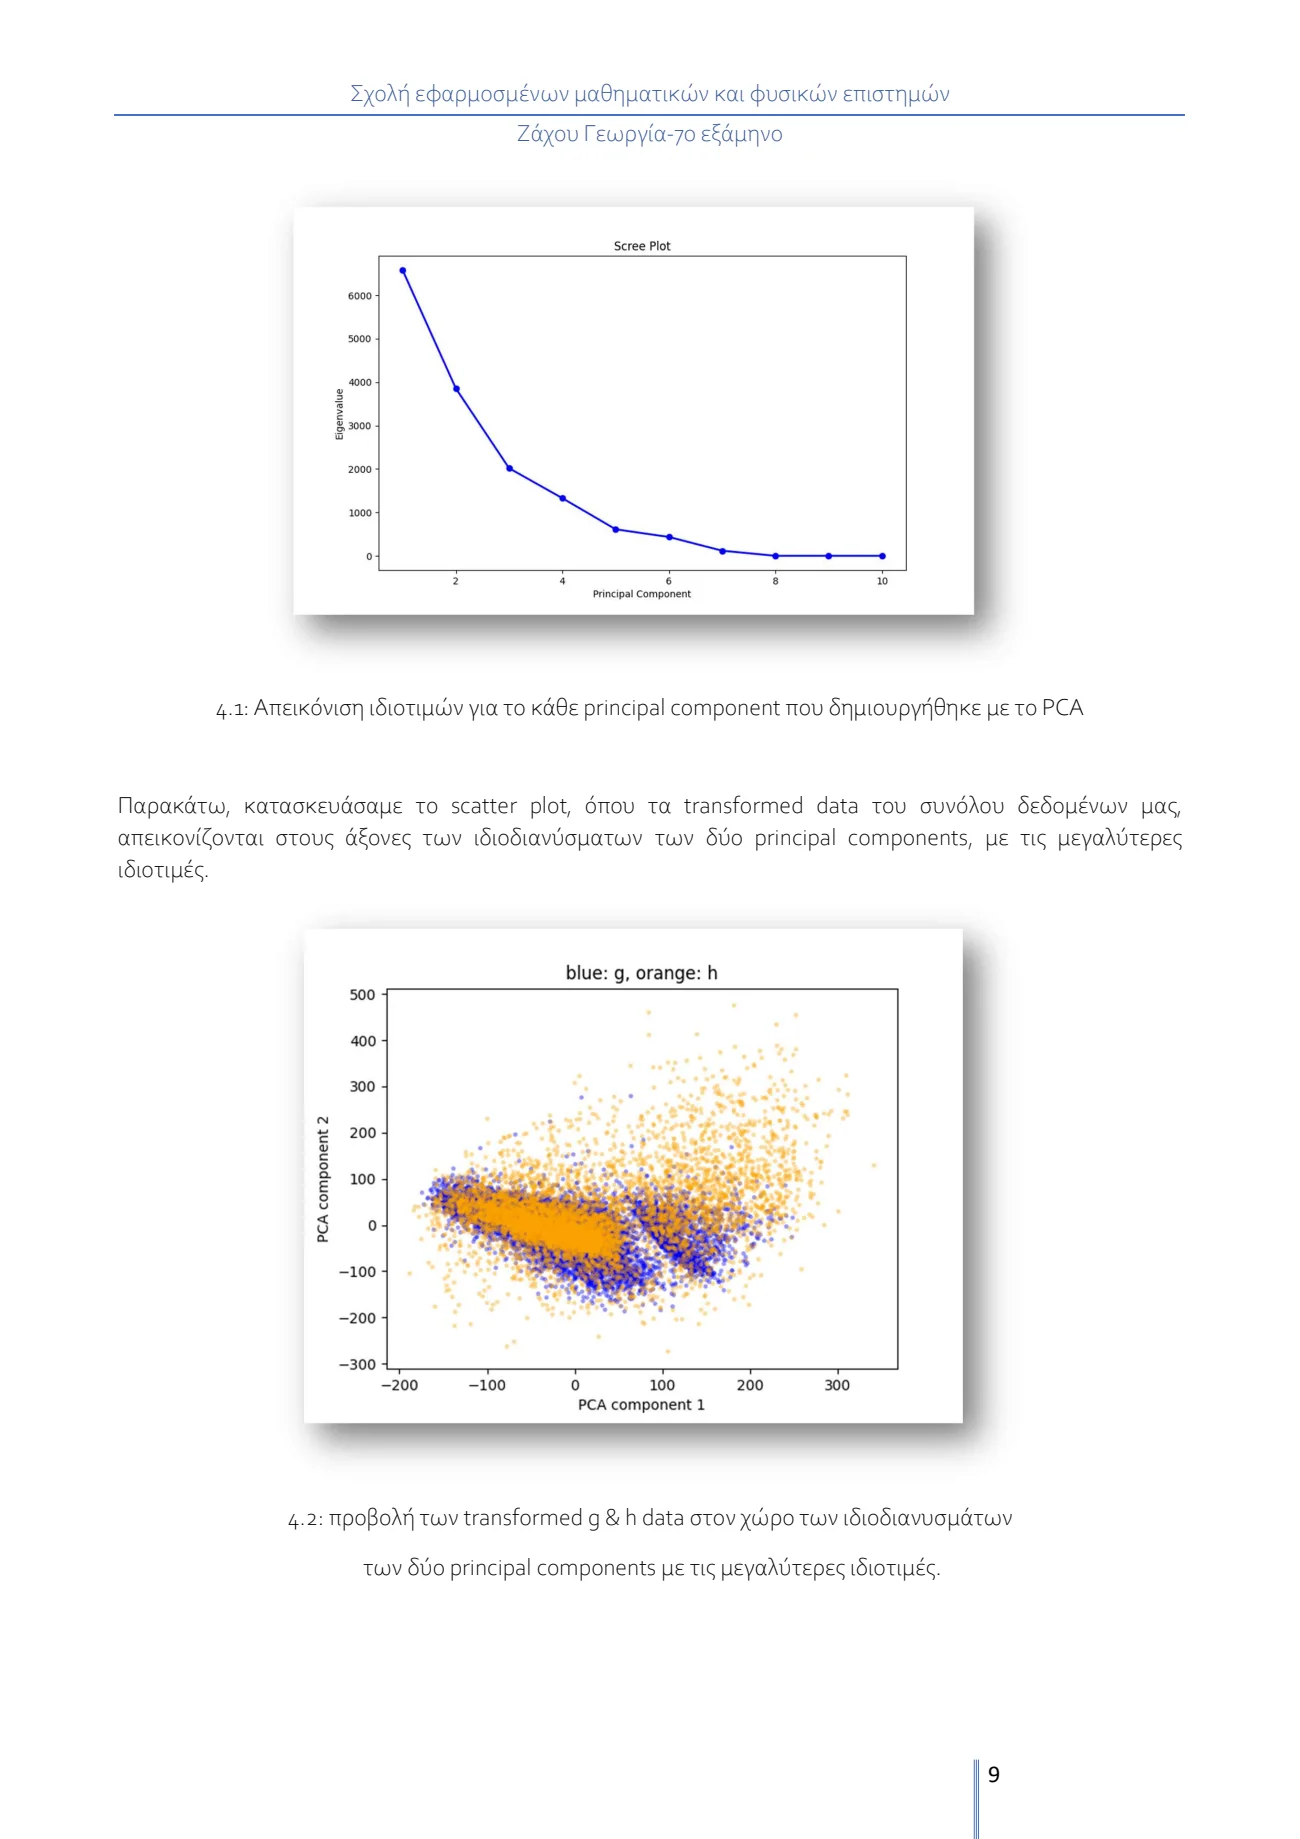 Σχολή εφαρμοσμένων μαθηματικών και φυσικών επιστημών
Ζάχου Γεωργία-7ο εξάμηνο
Scree Plot
6000
5000
4000
3000
2000
1000
0
Eigenvalue
2 4 6 8 10
Principal Component
4.1: Απεικόνιση ιδιοτιμών για το κάθε principal component που δημιουργήθηκε με το PCA
Παρακάτω, κατασκευάσαμε το scatter plot, όπου τα transformed data του συνόλου δεδομένων μας,
απεικονίζονται στους άξονες των ιδιοδιανύσματων των δύο principal components, με τις μεγαλύτερες
ιδιοτιμές.
blue: g, orange: h
500
400
300
200
100
0
−100
−200
−300
PCA component 2
−200 −100 0 100 200 300
PCA component 1
4.2: προβολή των transformed g & h data στον χώρο των ιδιοδιανυσμάτων
των δύο principal components με τις μεγαλύτερες ιδιοτιμές.
9